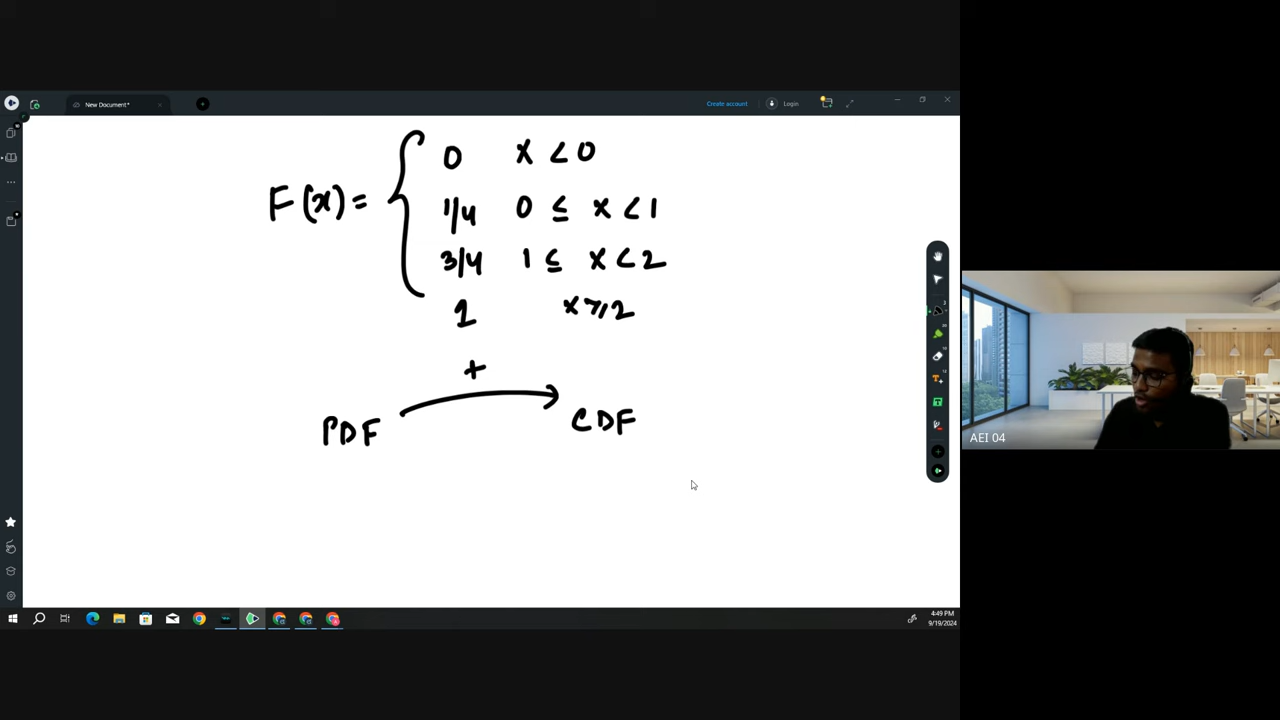 New Document*
Create account
Login
0 x < 0
F(x) = 1/4 0 ≤ x < 1
3/4 1 ≤ x < 2
1 x ≥ 2
+
PDF CDF
AEI 04
4:49 PM
9/19/2024